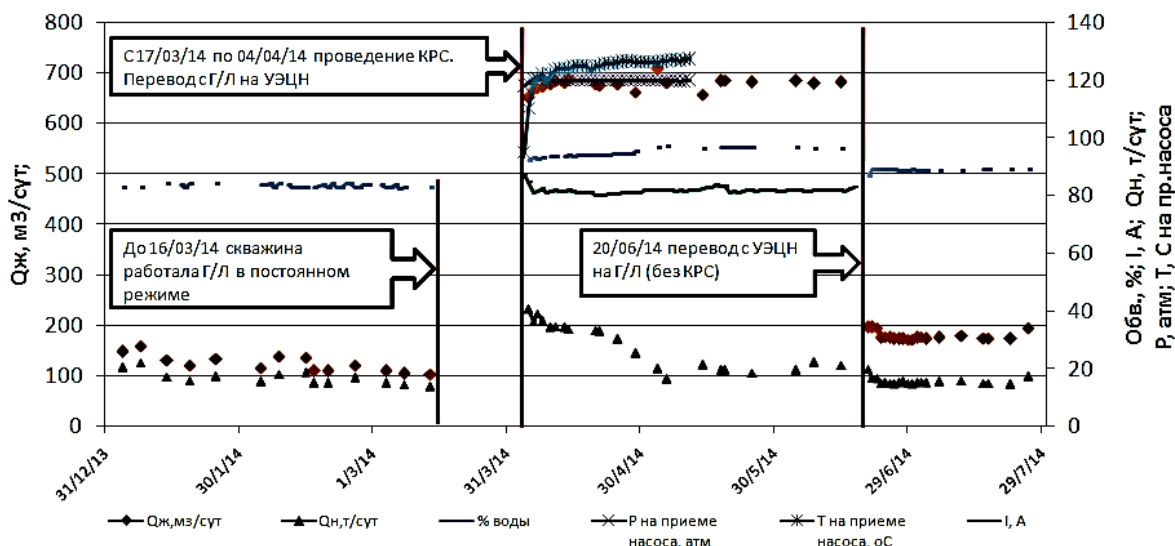 800
700
600
500
400
300
200
100
0
Qж, м3/сут;
140
120
100
80
60
40
20
0
Обв., %; I, А; Qн, т/сут;
Р, атм; Т, С на пр.насоса
С 17/03/14 по 04/04/14 проведение КРС.
Перевод с Г/Л на УЭЦН
До 16/03/14 скважина
работала Г/Л в постоянном
режиме
20/06/14 перевод с УЭЦН
на Г/Л (без КРС)
31/12/13
30/1/14
1/3/14
31/3/14
30/4/14
30/5/14
29/6/14
29/7/14
Qж,мз/сут
Qн,т/сут
% воды
Р на приеме
насоса, атм
Т на приеме
насоса, оС
I, А